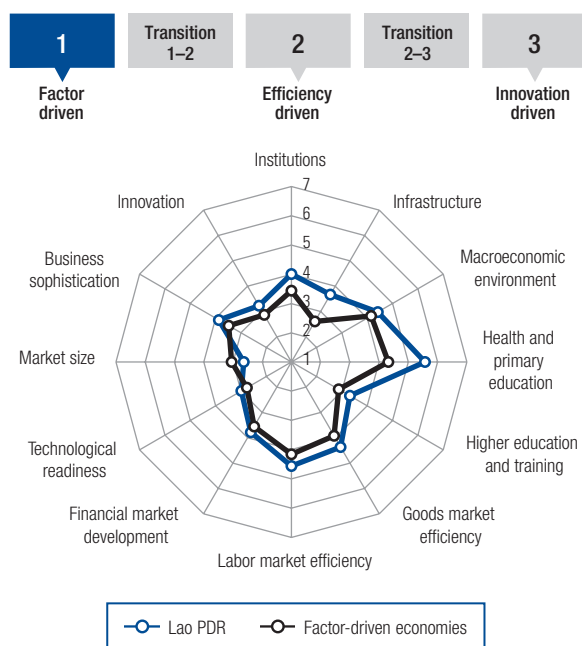 1
Transition
1–2
2
Transition
2–3
3
Factor
driven
Efficiency
driven
Innovation
driven
Institutions
Innovation
Infrastructure
Business
sophistication
Macroeconomic
environment
Market size
Health and
primary
education
Technological
readiness
Higher education
and training
Financial market
development
Goods market
efficiency
Labor market efficiency
7
6
5
4
3
2
1
Lao PDR
Factor-driven economies